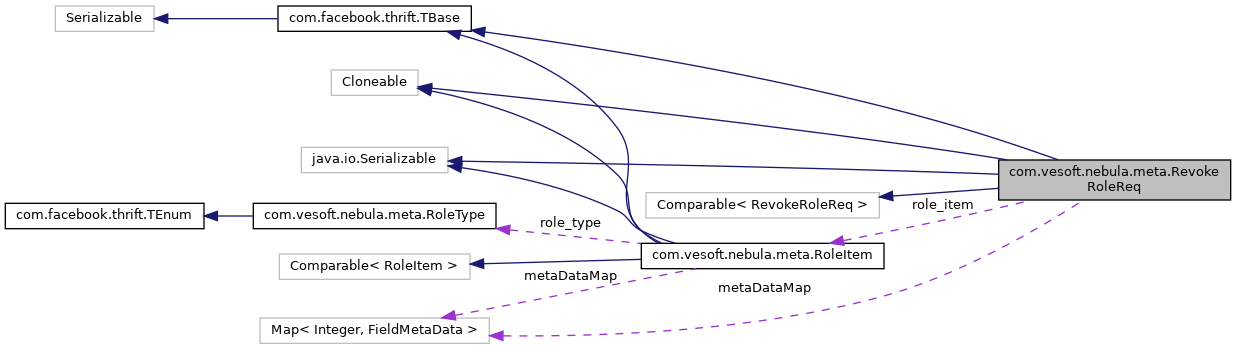 Serializable
com.facebook.thrift.TBase
Cloneable
java.io.Serializable
com.vesoft.nebula.meta.Revoke
RoleReq
Comparable< RevokeRoleReq >
role_item
com.facebook.thrift.TEnum
com.vesoft.nebula.meta.RoleType
role_type
com.vesoft.nebula.meta.RoleItem
Comparable< RoleItem >
metaDataMap
metaDataMap
Map< Integer, FieldMetaData >